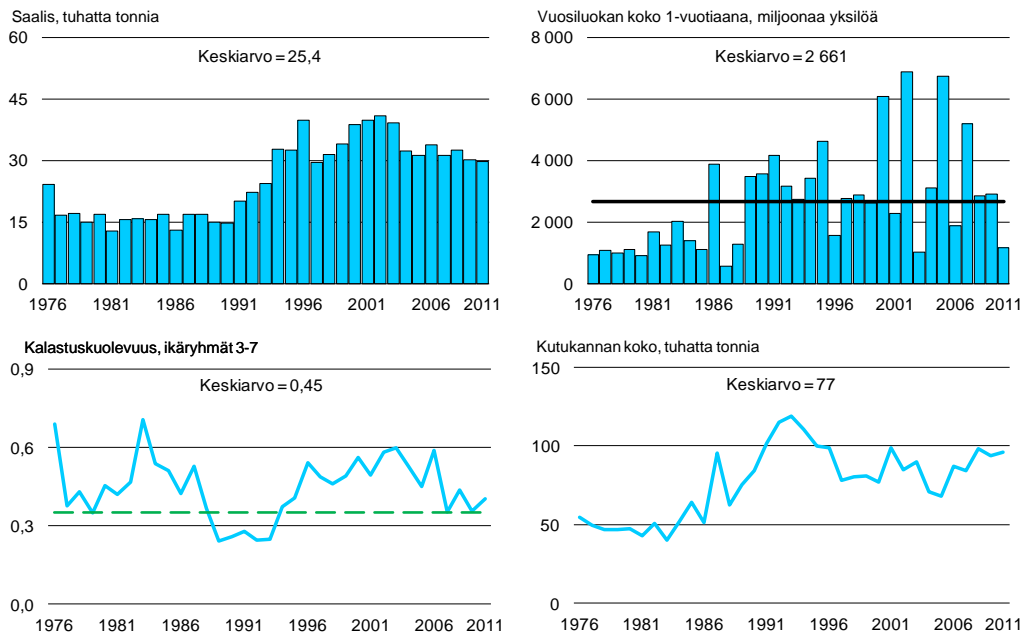 Saalis, tuhatta tonnia
60
Keskiarvo = 25,4
45
30
15
0
1976 1981 1986 1991 1996 2001 2006 2011
Vuosiluokan koko 1-vuotiaana, miljoonaa yksilöä
8 000
Keskiarvo = 2 661
6 000
4 000
2 000
0
1976 1981 1986 1991 1996 2001 2006 2011
Kalastuskuolevuus, ikäryhmät 3-7
0,9
Keskiarvo = 0,45
0,6
0,3
0,0
1976 1981 1986 1991 1996 2001 2006 2011
Kutukannan koko, tuhatta tonnia
150
Keskiarvo = 77
100
50
0
1976 1981 1986 1991 1996 2001 2006 2011